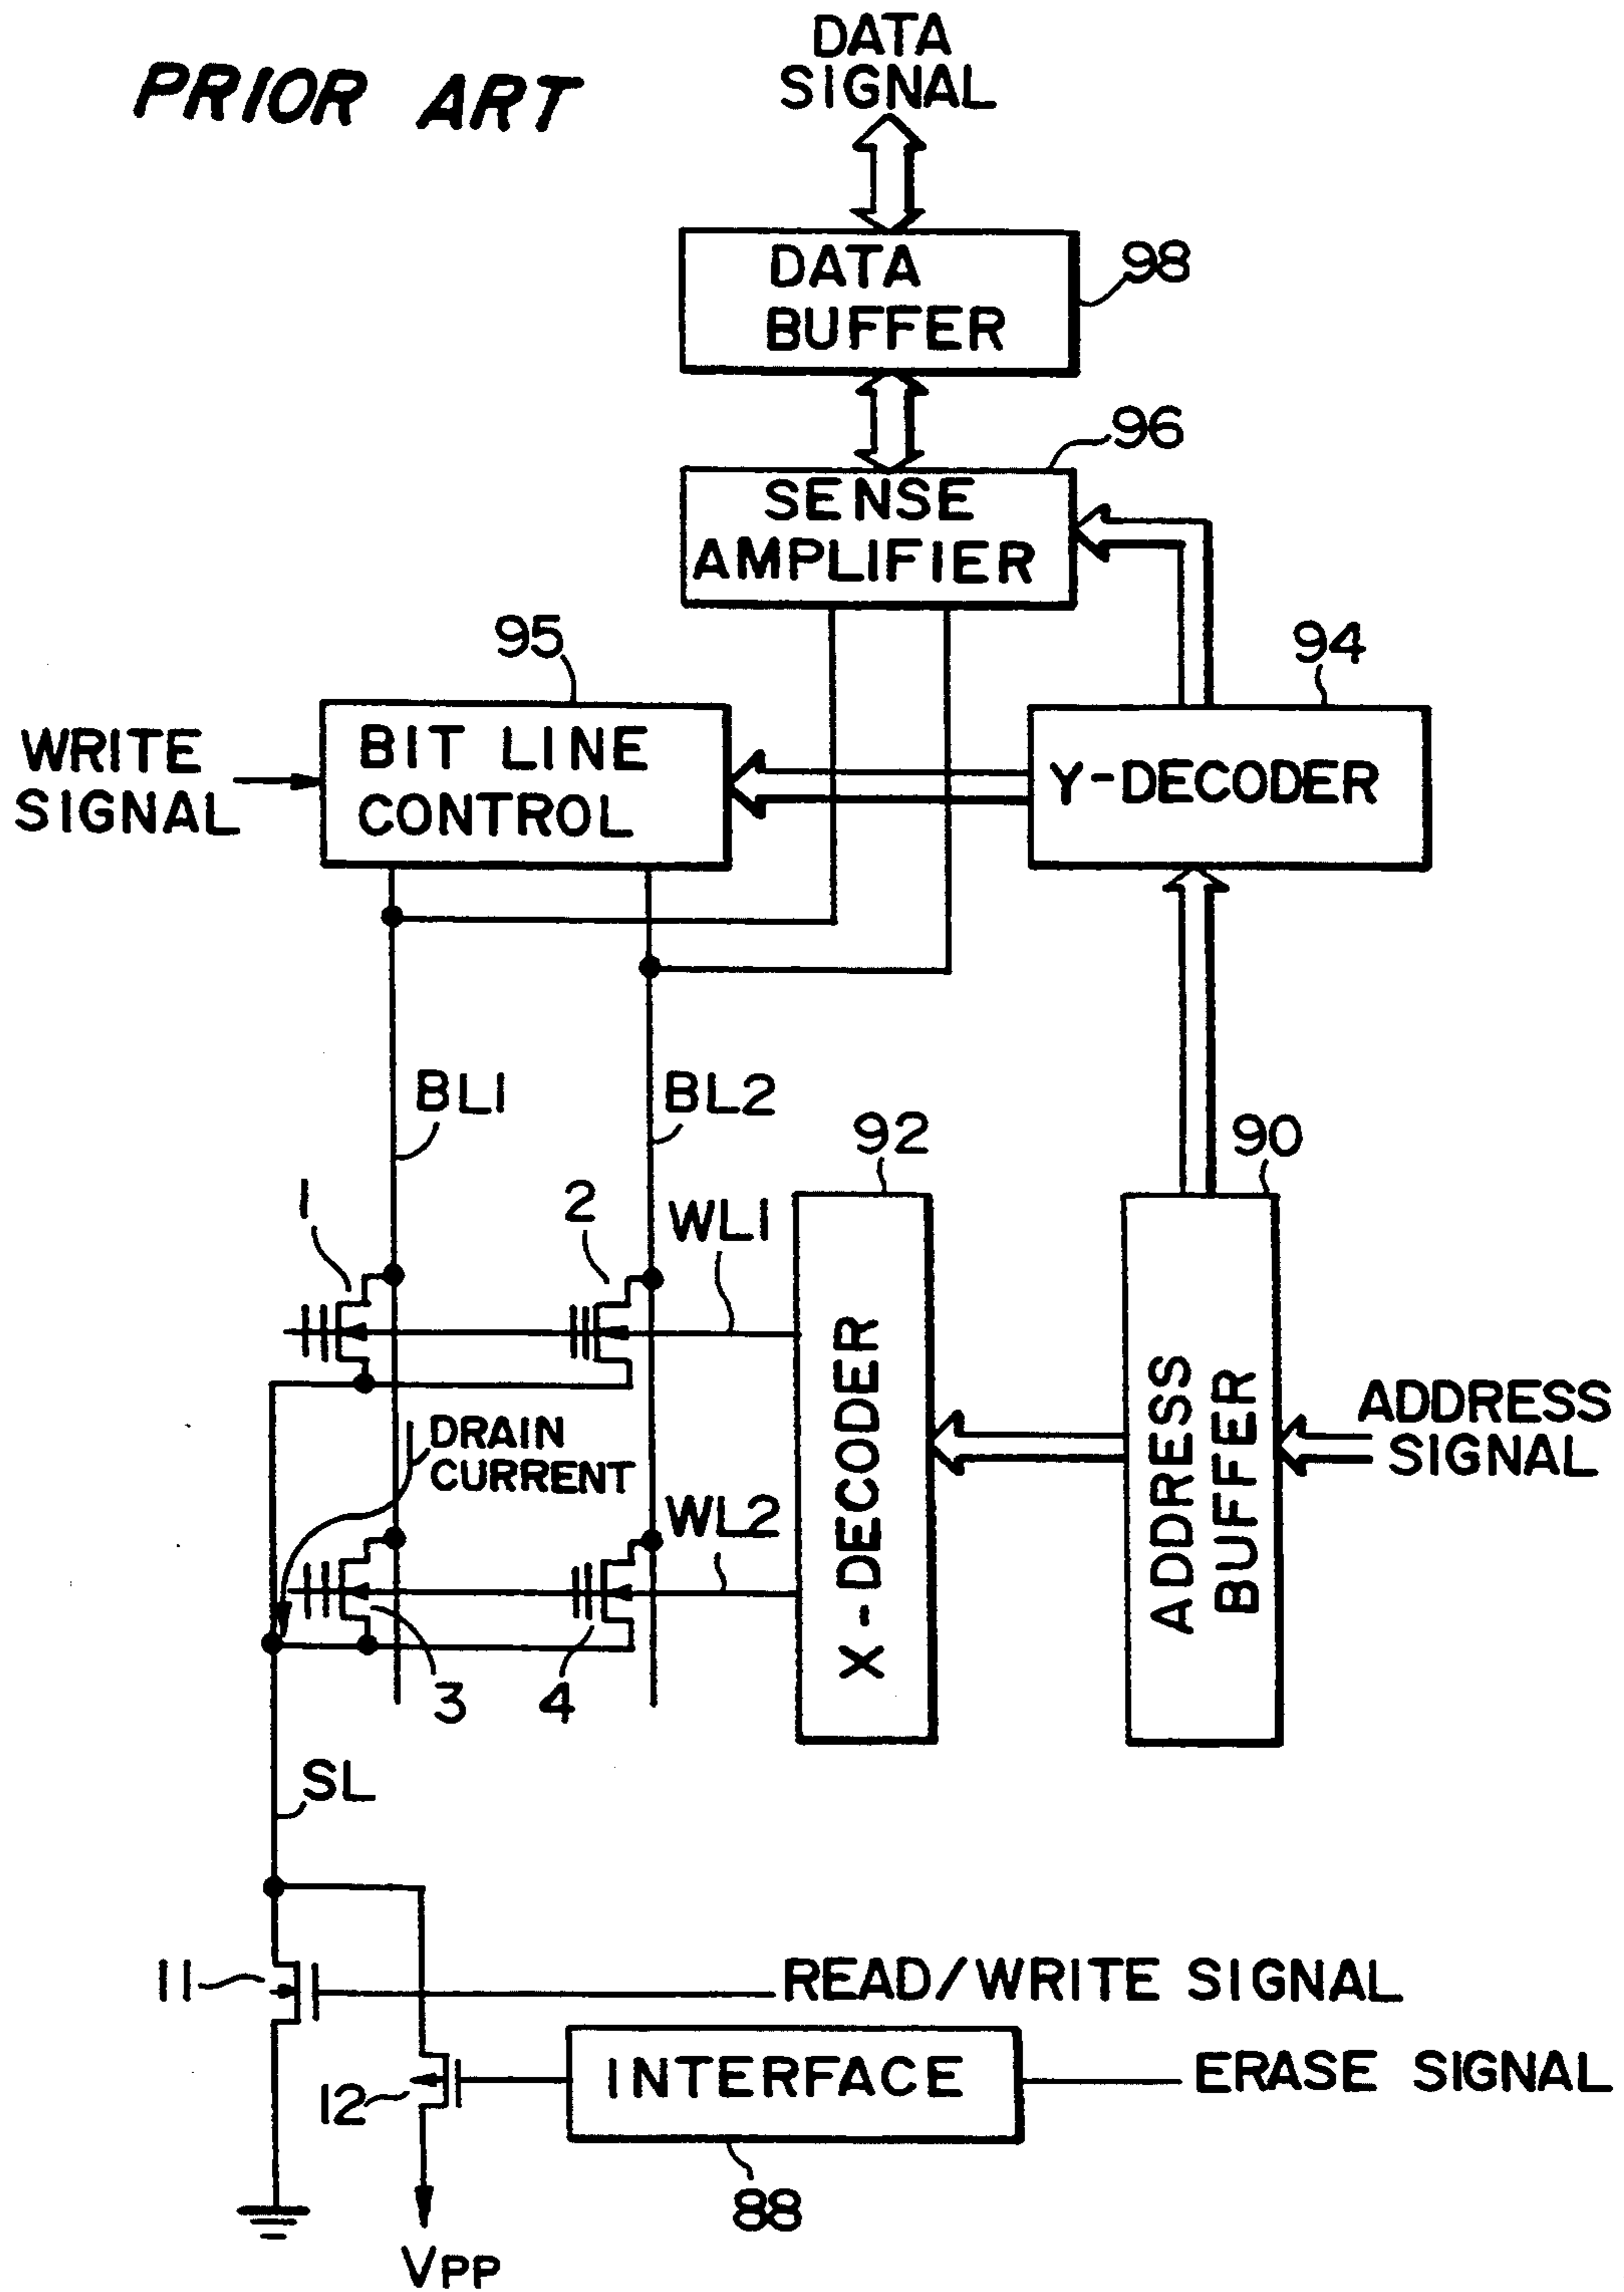 PRIOR ART
DATA
SIGNAL
DATA
BUFFER
98
96
SENSE
AMPLIFIER
95
94
WRITE
SIGNAL
BIT LINE
CONTROL
Y-DECODER
BL1
BL2
92
90
1
2
WL1
X-DECODER
ADDRESS
BUFFER
ADDRESS
SIGNAL
DRAIN
CURRENT
WL2
3
4
SL
11
READ/WRITE SIGNAL
12
INTERFACE
ERASE SIGNAL
88
VPP